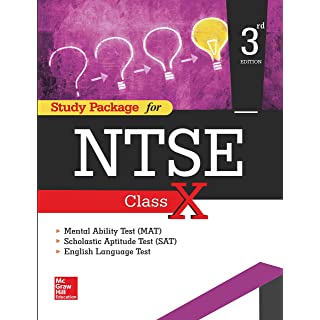 3rd
EDITION
Study Package for
NTSE
Class X
Mental Ability Test (MAT)
Scholastic Aptitude Test (SAT)
English Language Test
Mc
Graw
Hill
Education